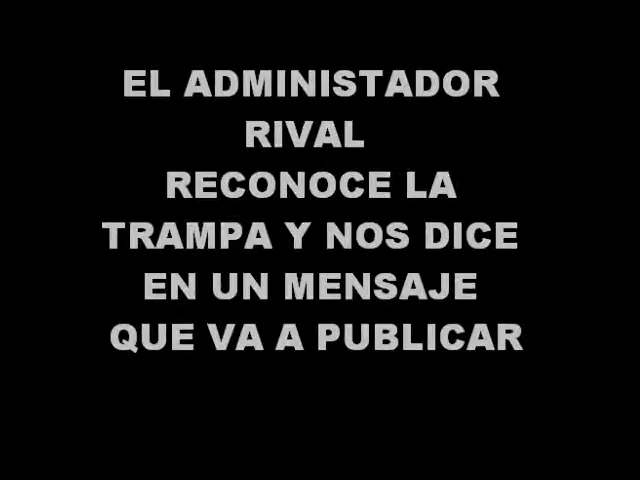 EL ADMINISTADOR
RIVAL
RECONOCE LA
TRAMPA Y NOS DICE
EN UN MENSAJE
QUE VA A PUBLICAR